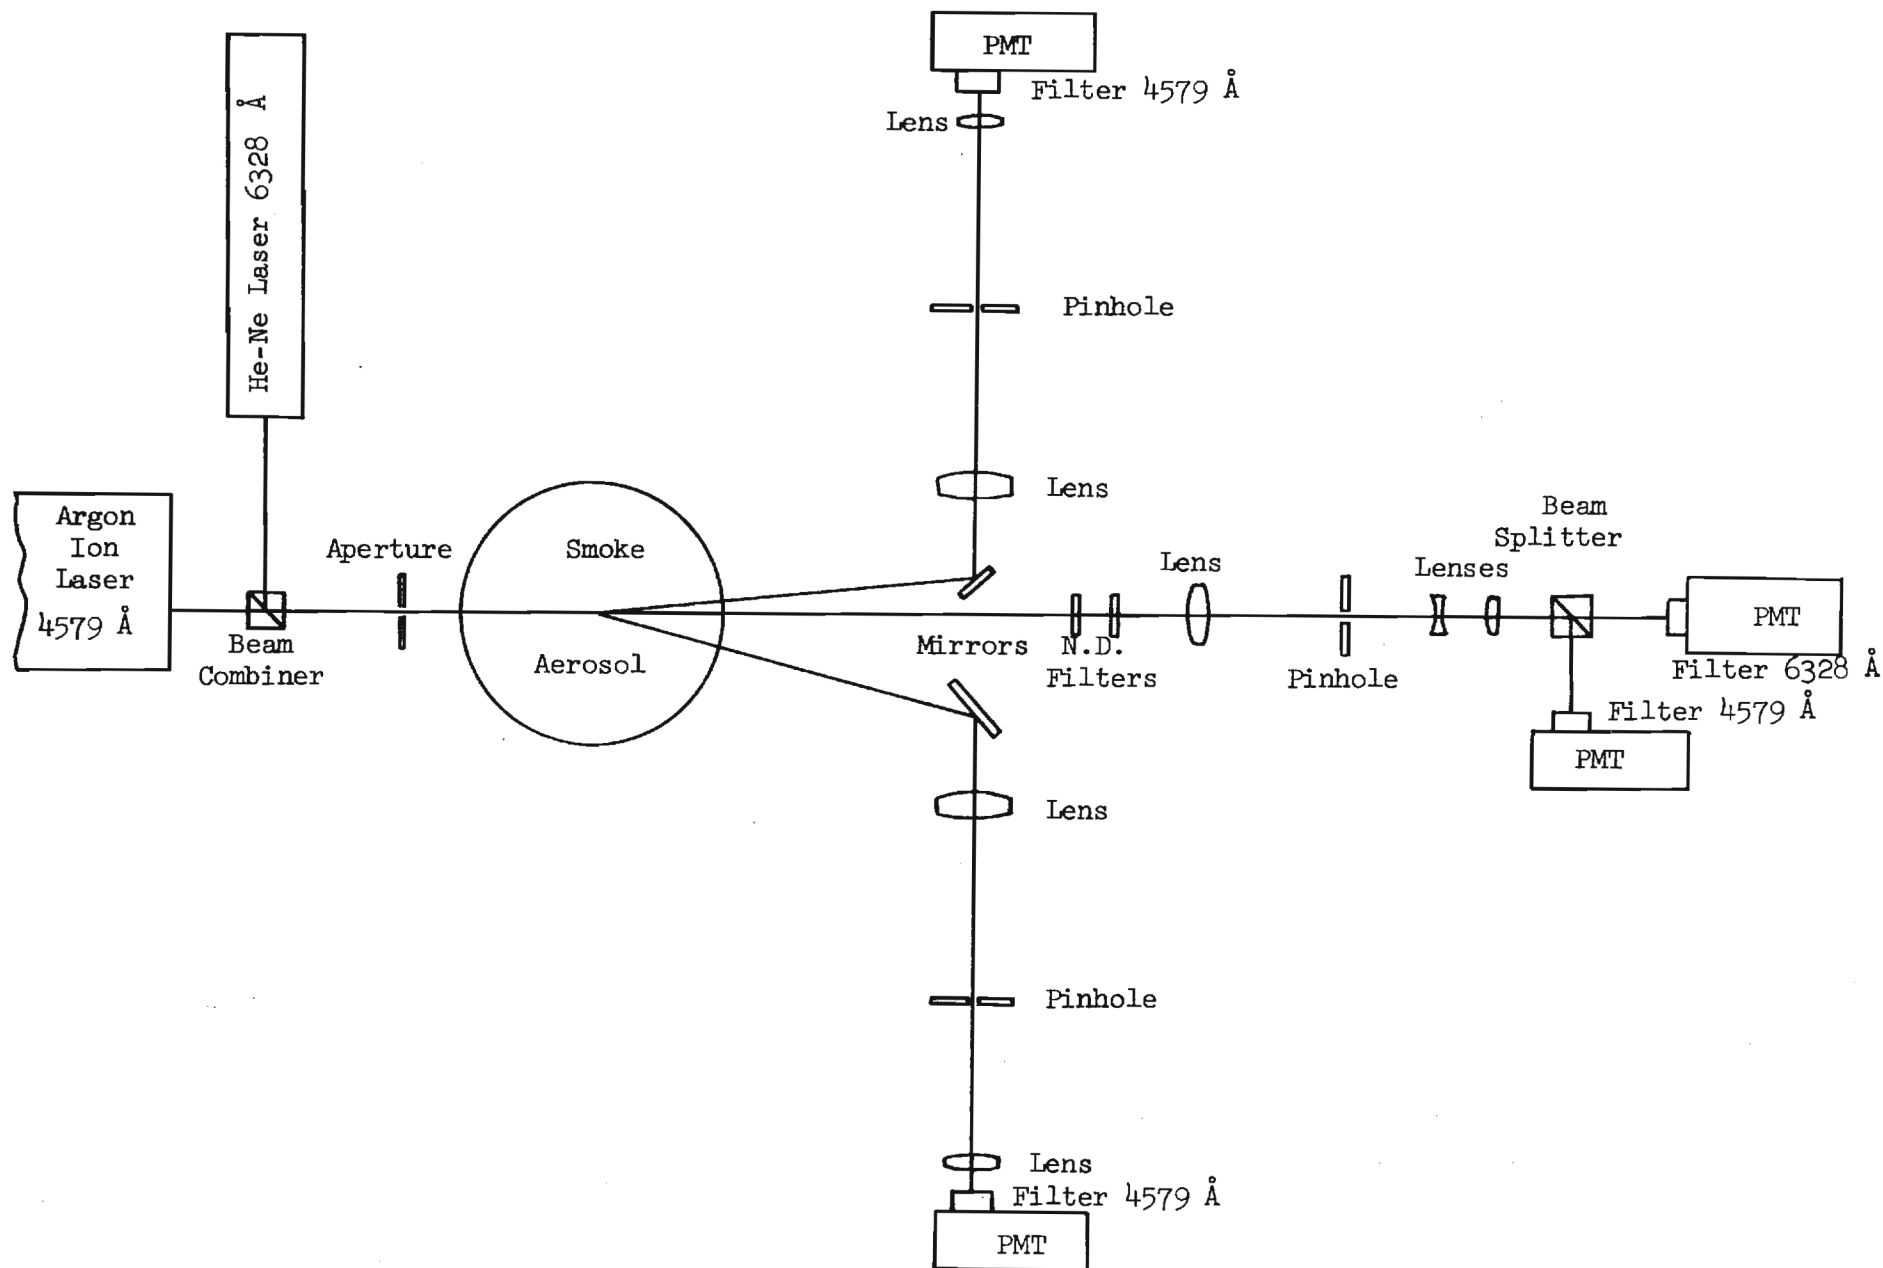 PMT
Filter 4579 Å
Lens
He-Ne Laser 6328 Å
Pinhole
Lens
Argon
Ion
Laser
4579 Å
Beam
Combiner
Aperture
Smoke
Aerosol
Mirrors
N.D.
Filters
Lens
Pinhole
Lenses
Beam
Splitter
PMT
Filter 6328 Å
Filter 4579 Å
PMT
Lens
Pinhole
Lens
Filter 4579 Å
PMT